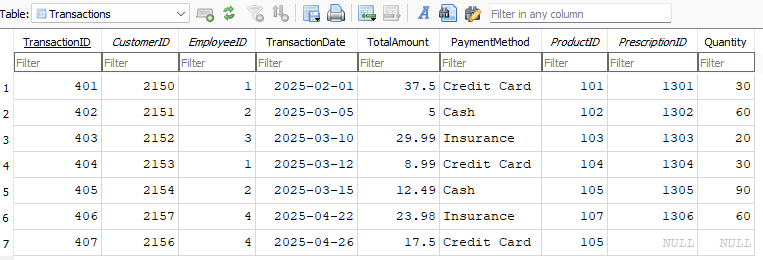 Table: Transactions Filter in any column
TransactionID CustomerID EmployeeID TransactionDate TotalAmount PaymentMethod ProductID PrescriptionID Quantity
Filter Filter Filter Filter Filter Filter Filter Filter Filter
1 401 2150 1 2025-02-01 37.5 Credit Card 101 1301 30
2 402 2151 2 2025-03-05 5 Cash 102 1302 60
3 403 2152 3 2025-03-10 29.99 Insurance 103 1303 20
4 404 2153 1 2025-03-12 8.99 Credit Card 104 1304 30
5 405 2154 2 2025-03-15 12.49 Cash 105 1305 90
6 406 2157 4 2025-04-22 23.98 Insurance 107 1306 60
7 407 2156 4 2025-04-26 17.5 Credit Card 105 NULL NULL